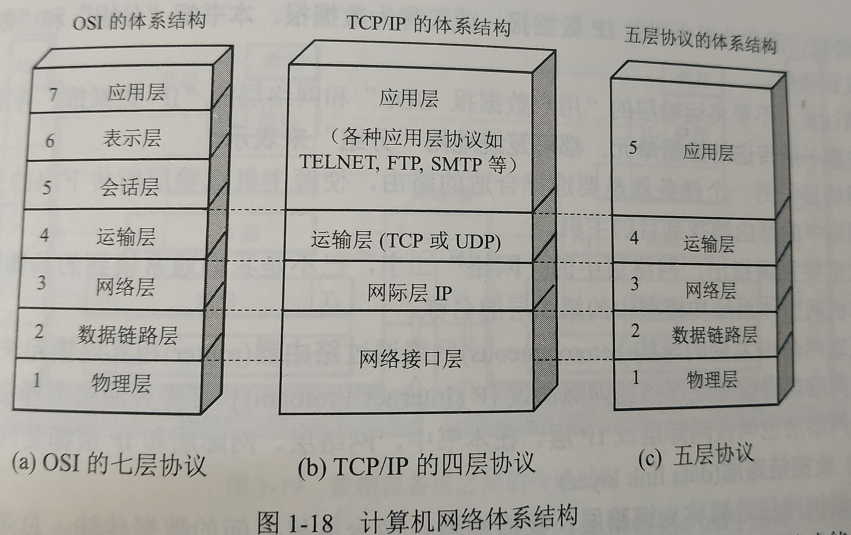 OSI 的体系结构
7 应用层
6 表示层
5 会话层
4 运输层
3 网络层
2 数据链路层
1 物理层
(a) OSI 的七层协议
TCP/IP 的体系结构
应用层
（各种应用层协议如
TELNET, FTP, SMTP 等）
运输层 (TCP 或 UDP)
网际层 IP
网络接口层
(b) TCP/IP 的四层协议
五层协议的体系结构
5 应用层
4 运输层
3 网络层
2 数据链路层
1 物理层
(c) 五层协议
图 1-18 计算机网络体系结构